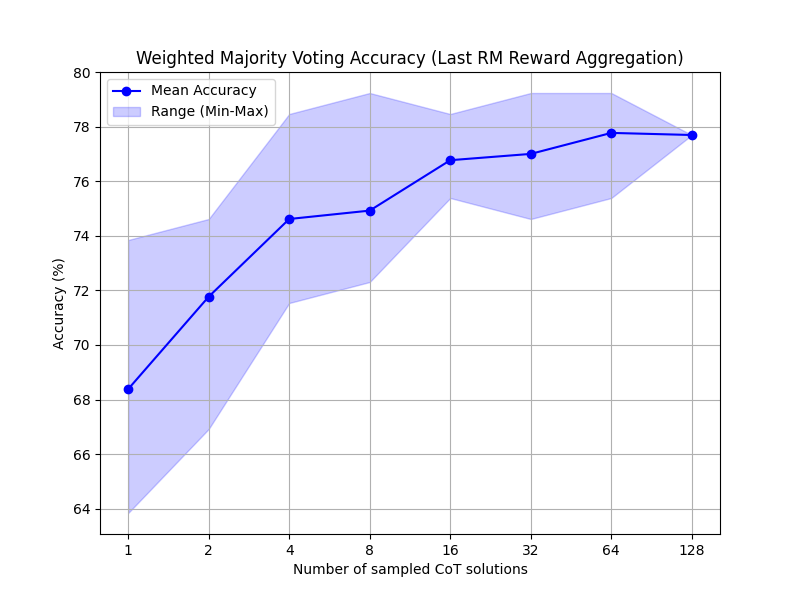 Weighted Majority Voting Accuracy (Last RM Reward Aggregation)
Mean Accuracy
Range (Min-Max)
Accuracy (%)
80
78
76
74
72
70
68
66
64
1 2 4 8 16 32 64 128
Number of sampled CoT solutions